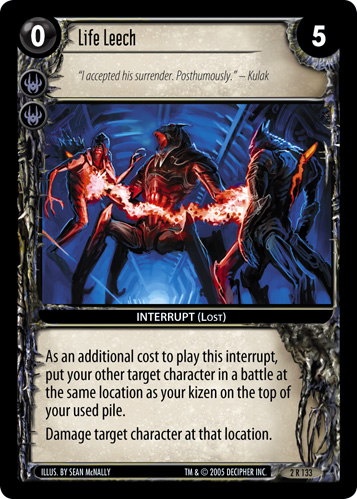 0 Life Leech 5
“I accepted his surrender. Posthumously.” – Kulak
INTERRUPT (LOST)
As an additional cost to play this interrupt,
put your other target character in a battle at
the same location as your kizen on the top of
your used pile.
Damage target character at that location.
ILLUS. BY SEAN MCNALLY TM & © 2005 DECIPHER INC. 2 R 133